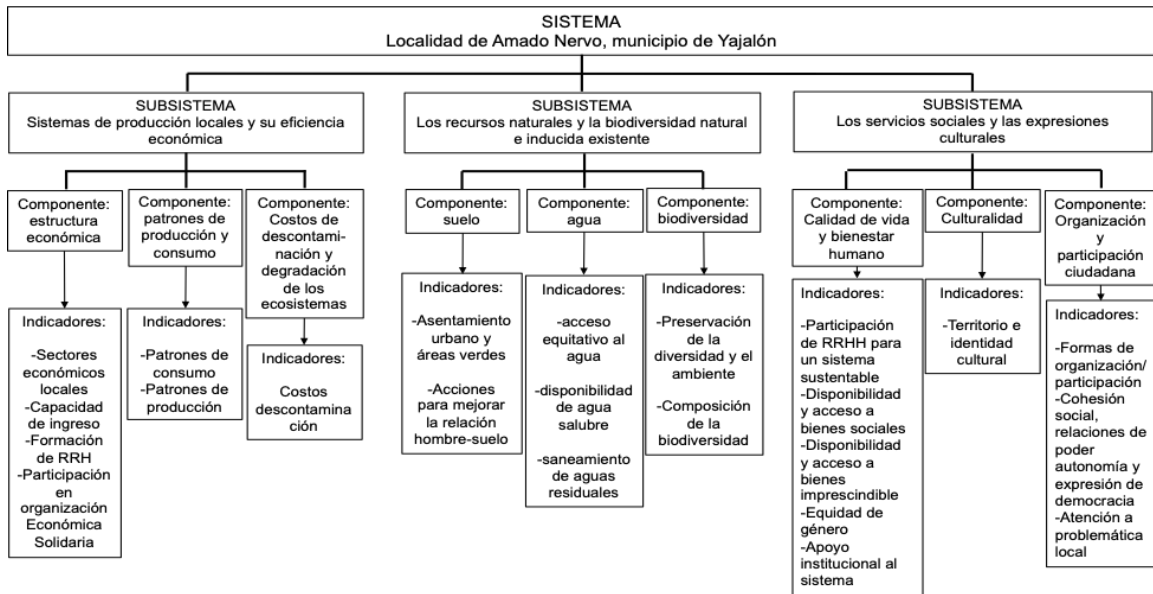 SISTEMA
Localidad de Amado Nervo, municipio de Yajalón
SUBSISTEMA
Sistemas de producción locales y su eficiencia
económica
SUBSISTEMA
Los recursos naturales y la biodiversidad natural
e inducida existente
SUBSISTEMA
Los servicios sociales y las expresiones
culturales
Componente:
estructura
económica
Componente:
patrones de
producción y
consumo
Componente:
Costos de
descontami-
nación y
degradación
de los
ecosistemas
Componente:
suelo
Componente:
agua
Componente:
biodiversidad
Componente:
Calidad de vida
y bienestar
humano
Componente:
Culturalidad
Componente:
Organización
y
participación
ciudadana
Indicadores:
-Sectores
económicos
locales
-Capacidad
de ingreso
-Formación
de RRH
-Participación
en
organización
Económica
Solidaria
Indicadores:
-Patrones de
consumo
-Patrones de
producción
Indicadores:
Costos
descontamina
ción
Indicadores:
-Asentamiento
urbano y
áreas verdes
-Acciones
para mejorar
la relación
hombre-suelo
Indicadores:
-acceso
equitativo al
agua
-disponibilidad
de agua
salubre
-saneamiento
de aguas
residuales
Indicadores:
-Preservación
de la
diversidad y el
ambiente
-Composición
de la
biodiversidad
Indicadores:
-Participación
de RRHH para
un sistema
sustentable
-Disponibilidad
y acceso a
bienes sociales
-Disponibilidad
y acceso a
bienes
imprescindible
-Equidad de
género
-Apoyo
institucional al
sistema
Indicadores:
-Territorio e
identidad
cultural
Indicadores:
-Formas de
organización/
participación
-Cohesión
social,
relaciones de
poder
autonomía y
expresión de
democracia
-Atención a
problemática
local